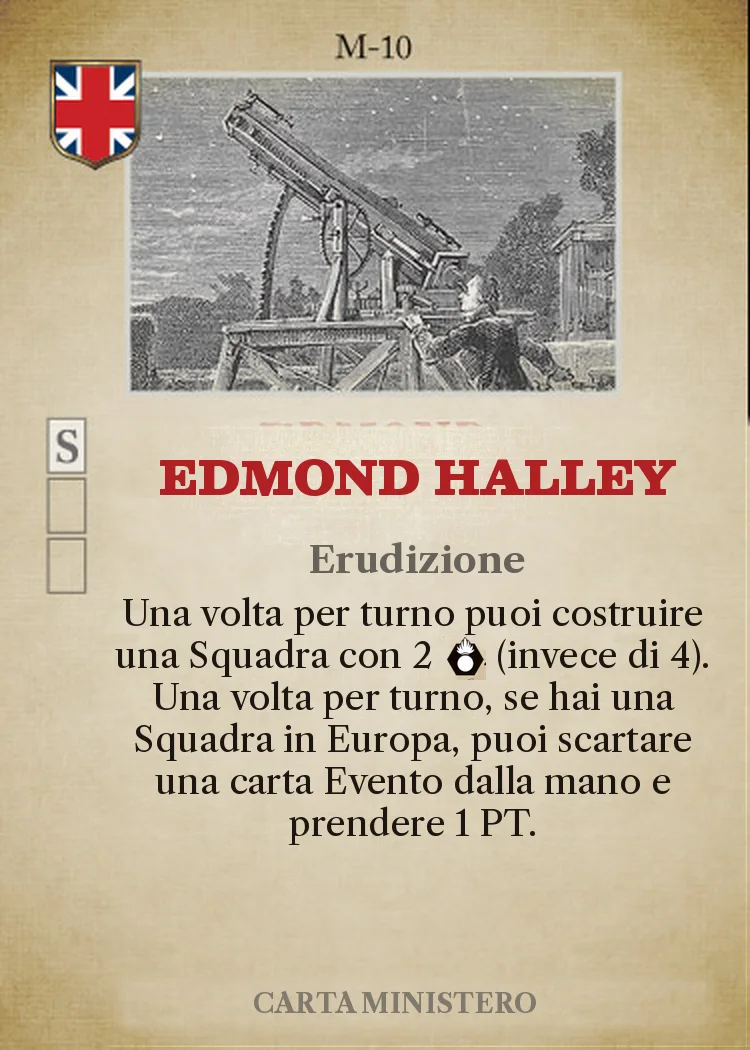 M-10
S
EDMOND HALLEY
Erudizione
Una volta per turno puoi costruire
una Squadra con 2 (invece di 4).
Una volta per turno, se hai una
Squadra in Europa, puoi scartare
una carta Evento dalla mano e
prendere 1 PT.
CARTA MINISTERO